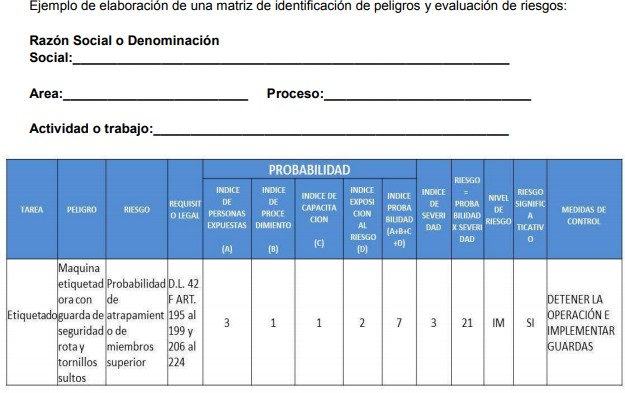 Ejemplo de elaboración de una matriz de identificación de peligros y evaluación de riesgos:
Razón Social o Denominación
Social:
Area: Proceso:
Actividad o trabajo:
PROBABILIDAD
TAREA
PELIGRO
RIESGO
REQUISIT
O LEGAL
INDICE
DE
PERSONAS
EXPUESTAS
(A)
INDICE
DE
PROCE
DIMIENTO
(B)
INDICE DE
CAPACITA
CION
(C)
INDICE
EXPOSI
CION
AL
RIESGO
(D)
INDICE
PROBA
BILIDAD
(A+B+C
+D)
INDICE
DE
SEVERI
DAD
RIESGO
=
PROBA
BILIDAD
X SEVERI
DAD
NIVEL
DE
RIESGO
RIESGO
SIGNIFIC
A
TICATIV
O
MEDIDAS DE
CONTROL
Etiquetado
Maquina
etiquetad
ora con
guarda de
seguridad
rota y
tornillos
sultos
Probabilidad
de
atrapamient
o de
miembros
superior
D.L. 42
F ART.
195 al
199 y
206 al
224
3
1
1
2
7
3
21
IM
SI
DETENER LA
OPERACIÓN E
IMPLEMENTAR
GUARDAS